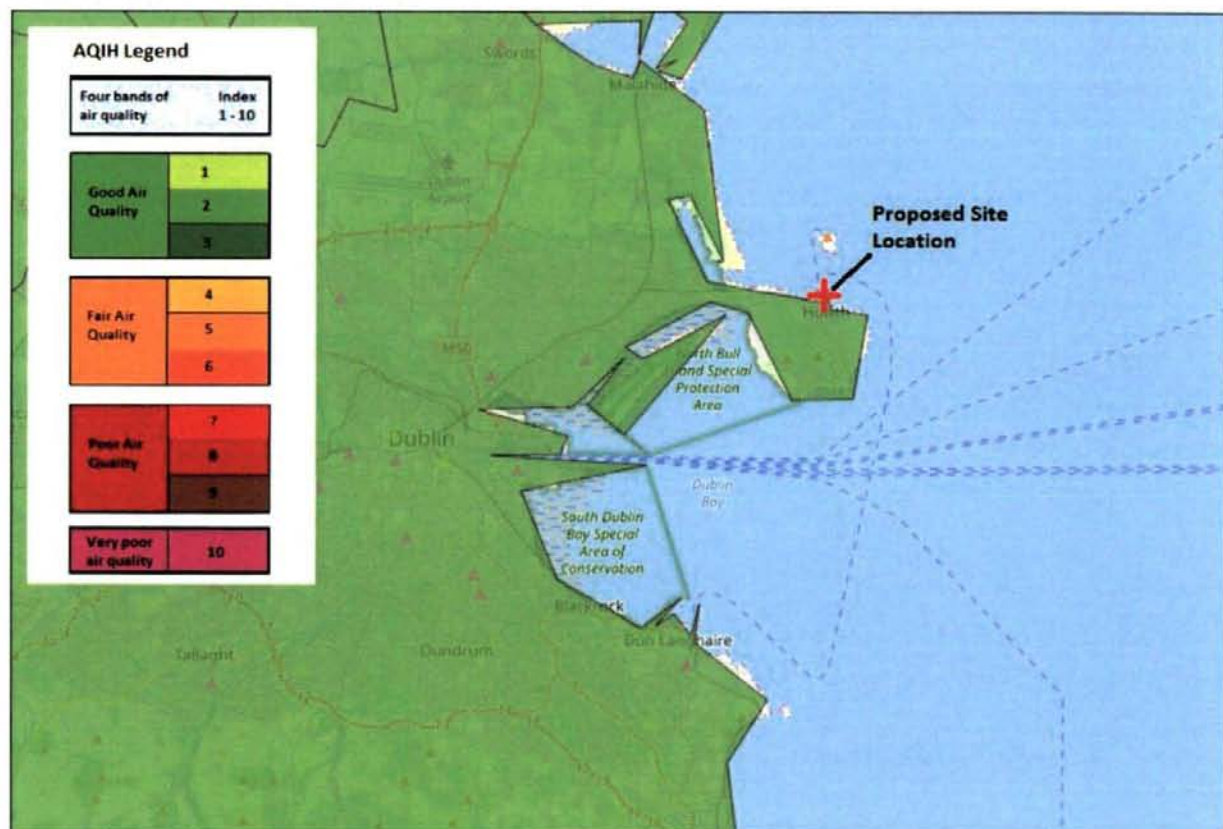 AQIH Legend
Four bands of
air quality
Index
1 - 10
Good Air
Quality
1
2
3
Fair Air
Quality
4
5
6
Poor Air
Quality
7
8
9
Very poor
air quality
10
Swords
Malahide
Dublin
Airport
Proposed Site
Location
Howth
M50
North Bull
Island Special
Protection
Area
Dublin
Dublin
Bay
South Dublin
Bay Special
Area of
Conservation
Blackrock
Dún Laoghaire
Tallaght
Dundrum